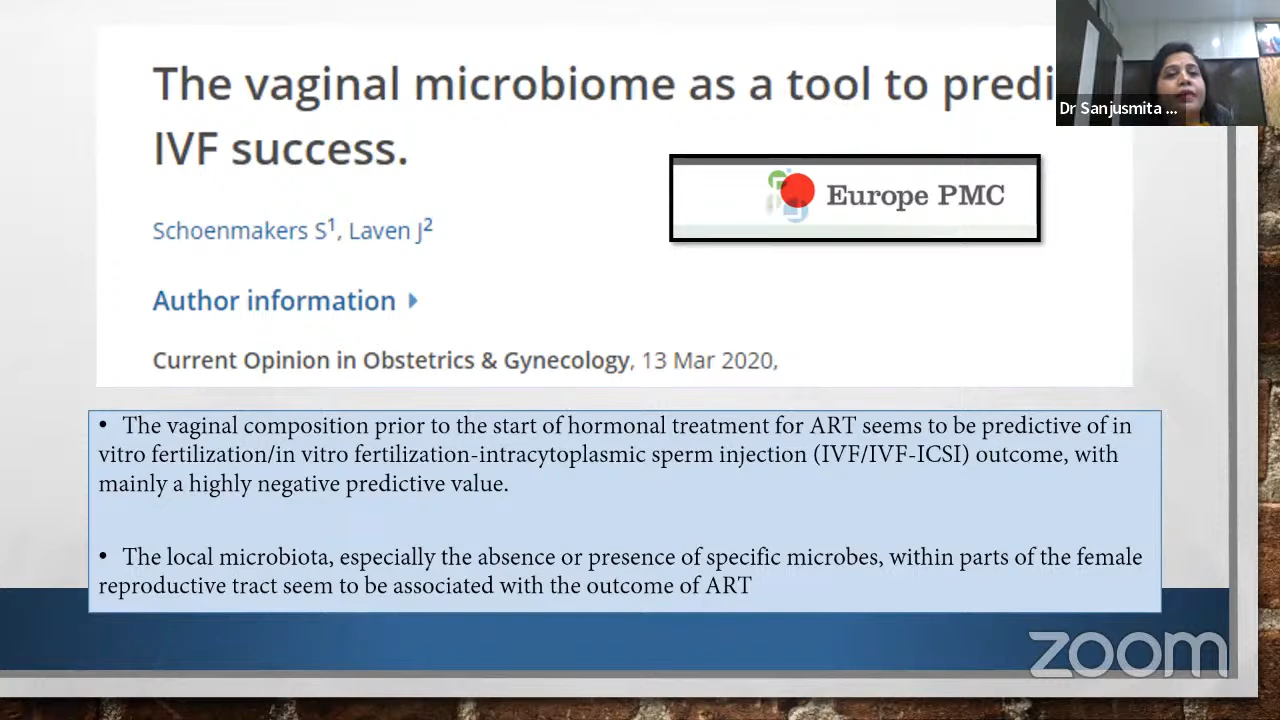 The vaginal microbiome as a tool to predi
IVF success.
Dr Sanjusmita ...
Europe PMC
Schoenmakers S¹, Laven J²
Author information
Current Opinion in Obstetrics & Gynecology, 13 Mar 2020,
• The vaginal composition prior to the start of hormonal treatment for ART seems to be predictive of in
vitro fertilization/in vitro fertilization-intracytoplasmic sperm injection (IVF/IVF-ICSI) outcome, with
mainly a highly negative predictive value.
• The local microbiota, especially the absence or presence of specific microbes, within parts of the female
reproductive tract seem to be associated with the outcome of ART
zoom